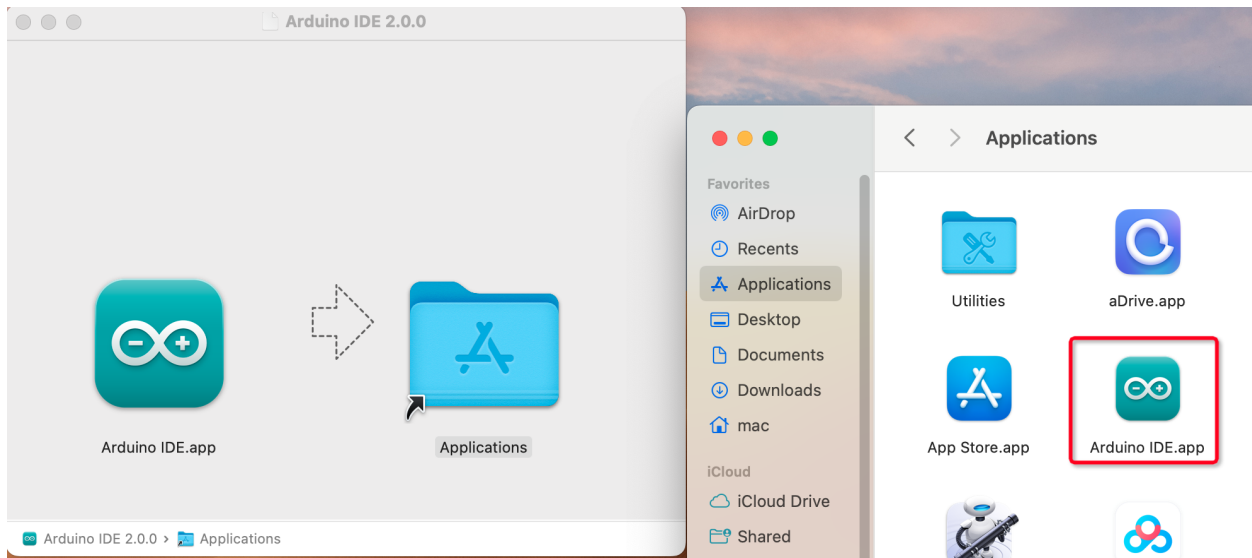 Arduino IDE 2.0.0
Arduino IDE.app
Applications
Arduino IDE 2.0.0 › Applications
Applications
Favorites
AirDrop
Recents
Applications
Desktop
Documents
Downloads
mac
iCloud
iCloud Drive
Shared
Utilities
aDrive.app
App Store.app
Arduino IDE.app